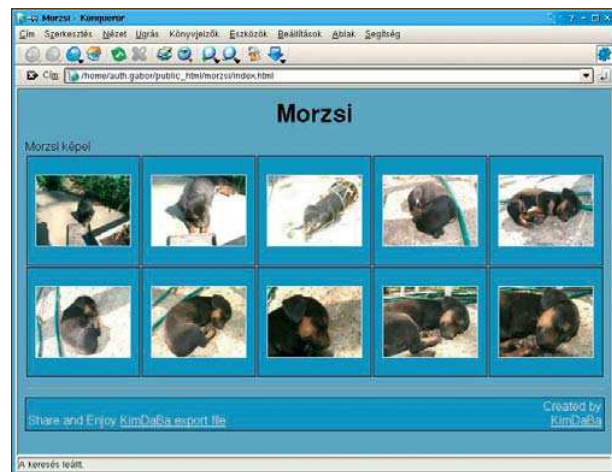 Morzsi - Konqueror
Cím Szerkesztés Nézet Ugrás Könyvjelzők Eszközök Beállítások Ablak Segítség
Cím /home/auth.gabor/public_html/morzsi/index.html
Morzsi
Morzsi képei
Share and Enjoy KimDaBa export file
Created by
KimDaBa
A keresés leállt.